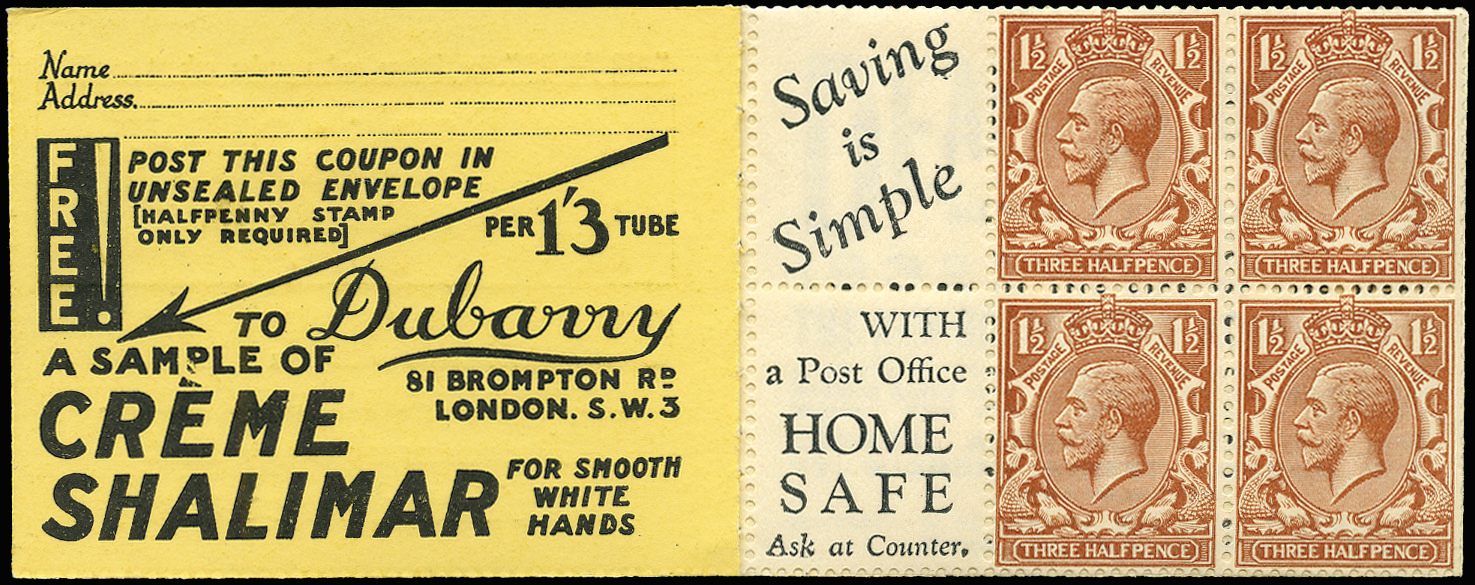 Name
Address.
FREE!
POST THIS COUPON IN
UNSEALED ENVELOPE
[HALFPENNY STAMP
ONLY REQUIRED]
PER 1'3 TUBE
TO Dubarry
81 BROMPTON RD
LONDON. S.W.3
A SAMPLE OF
CRÈME
SHALIMAR
FOR SMOOTH
WHITE
HANDS
Saving
is
Simple
WITH
a Post Office
HOME
SAFE
Ask at Counter.
1½ 1½
POSTAGE REVENUE
THREE HALFPENCE
1½ 1½
POSTAGE REVENUE
THREE HALFPENCE
1½ 1½
POSTAGE REVENUE
THREE HALFPENCE
1½ 1½
POSTAGE REVENUE
THREE HALFPENCE